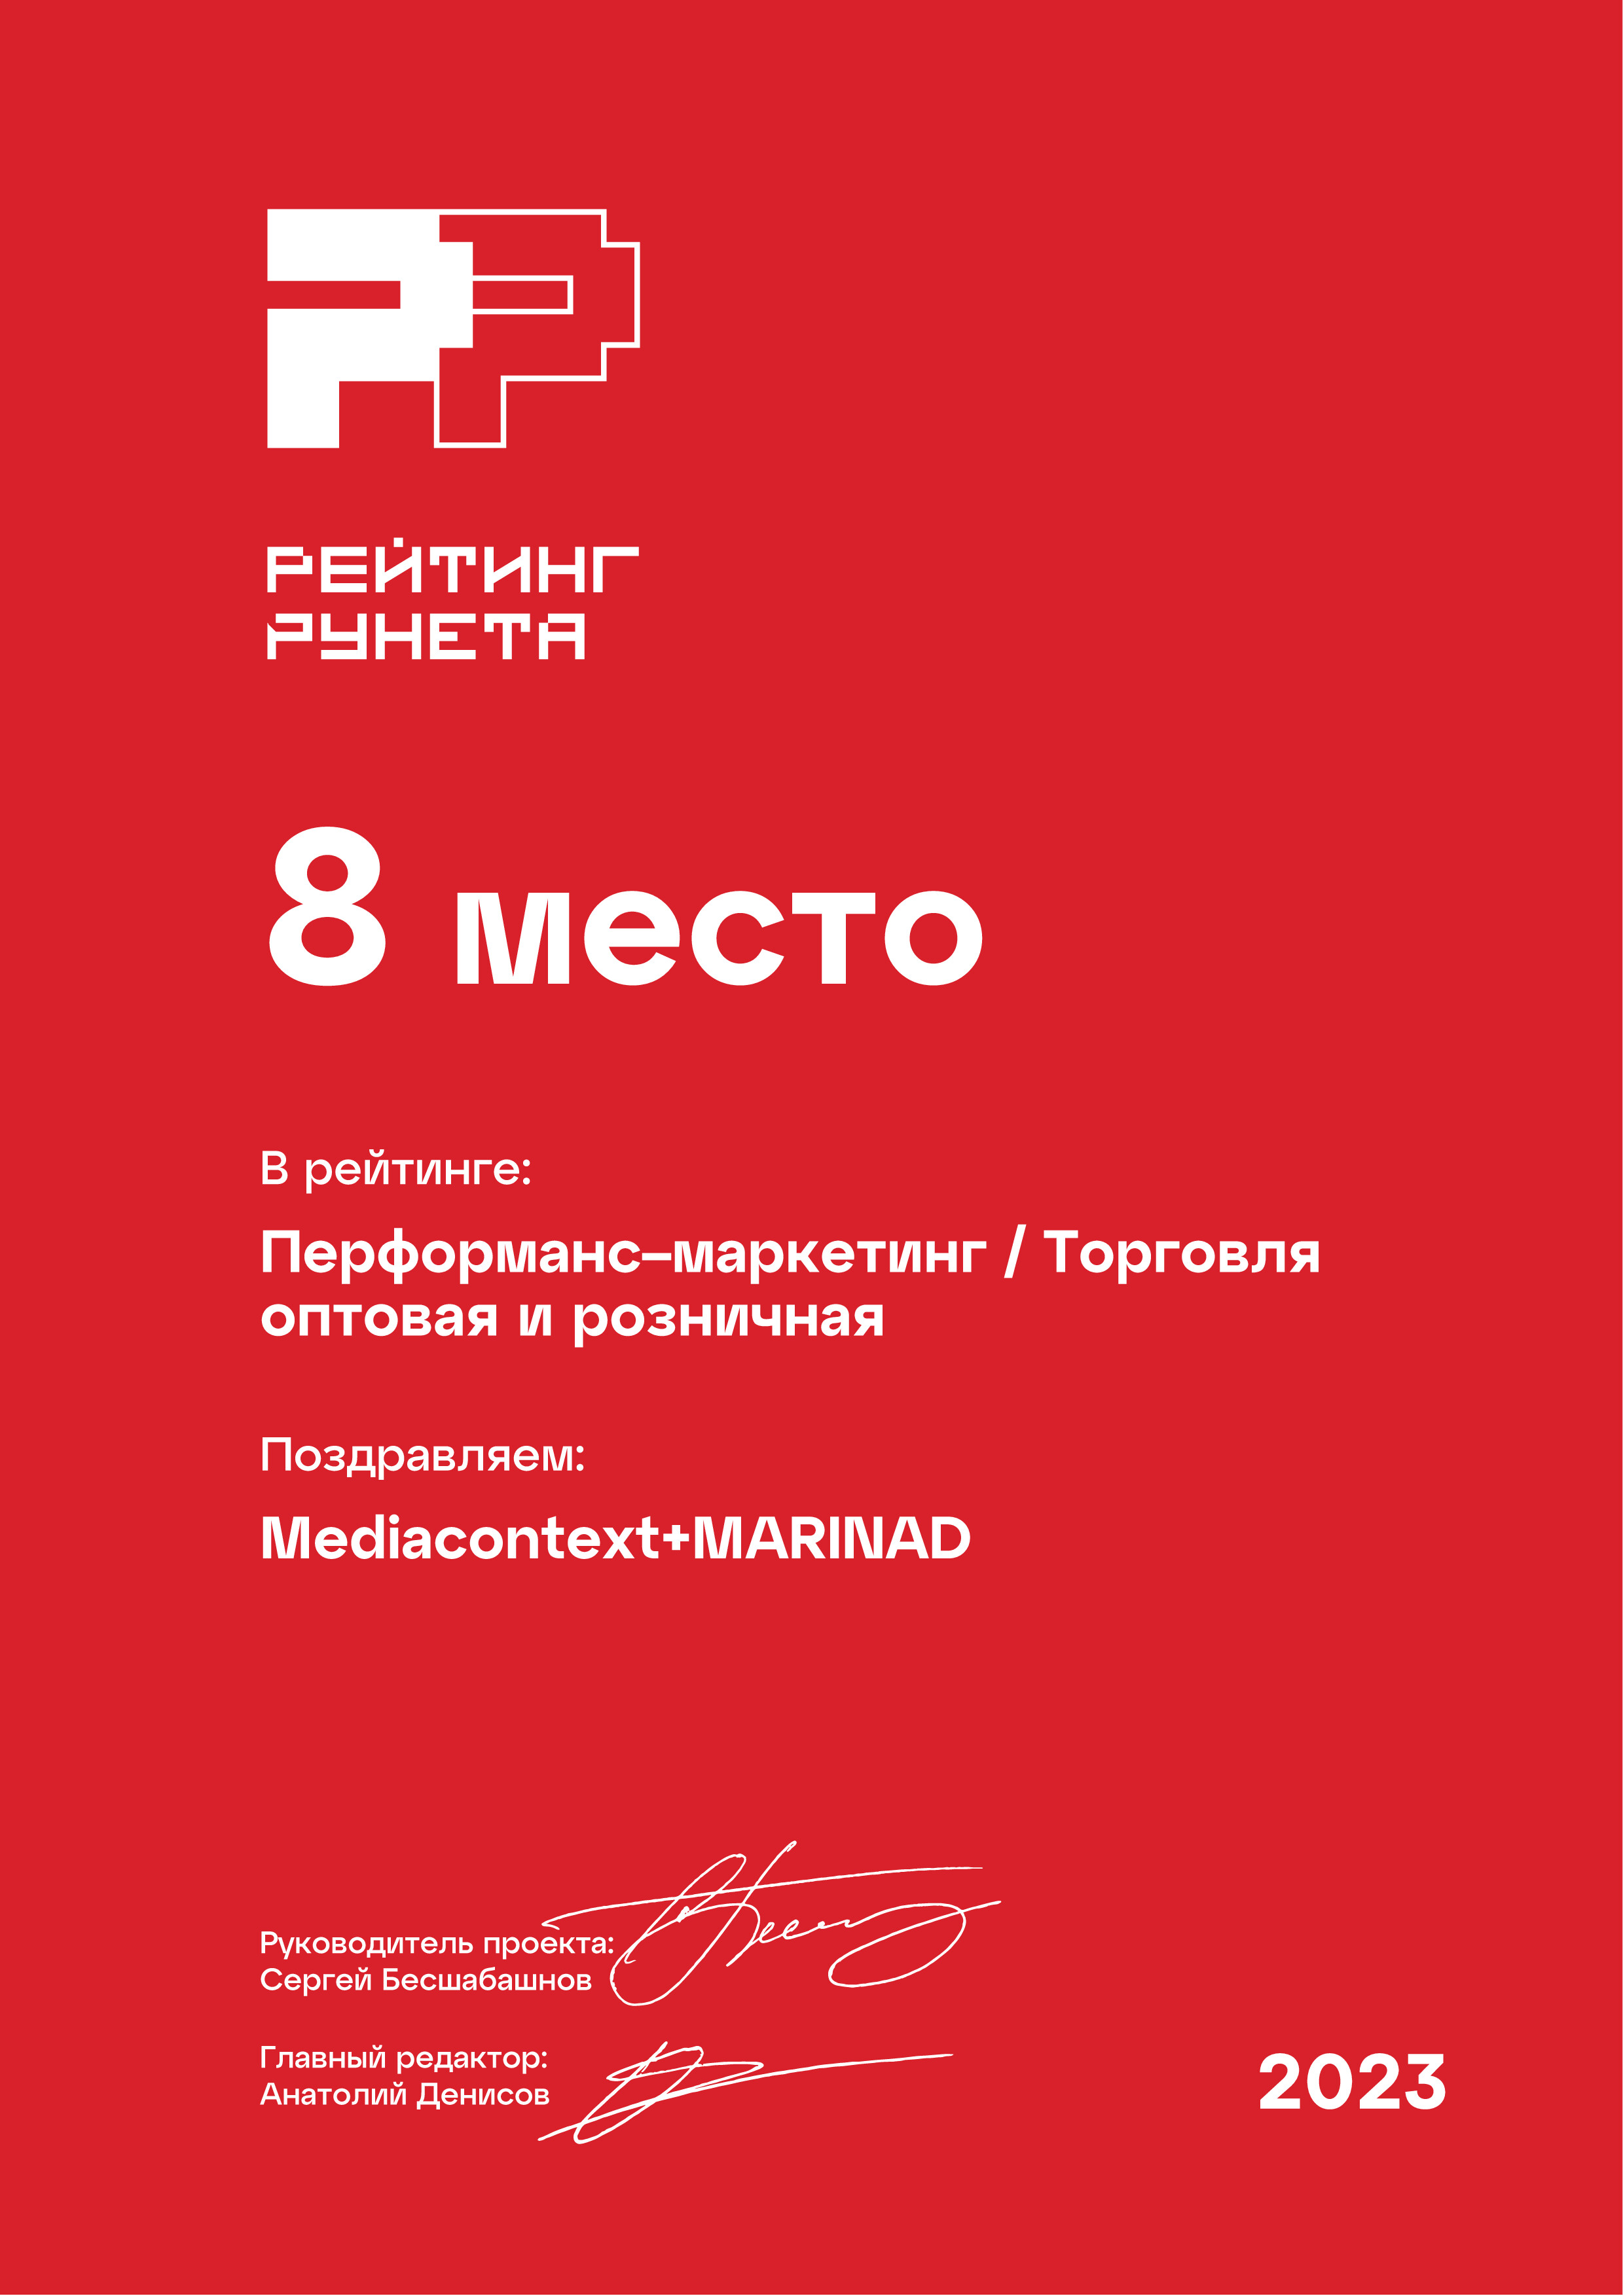 РЕЙТИНГ
РУНЕТА
8 место
В рейтинге:
Перформанс–маркетинг / Торговля
оптовая и розничная
Поздравляем:
Mediacontext+MARINAD
Руководитель проекта:
Сергей Бесшабашнов
Главный редактор:
Анатолий Денисов
2023